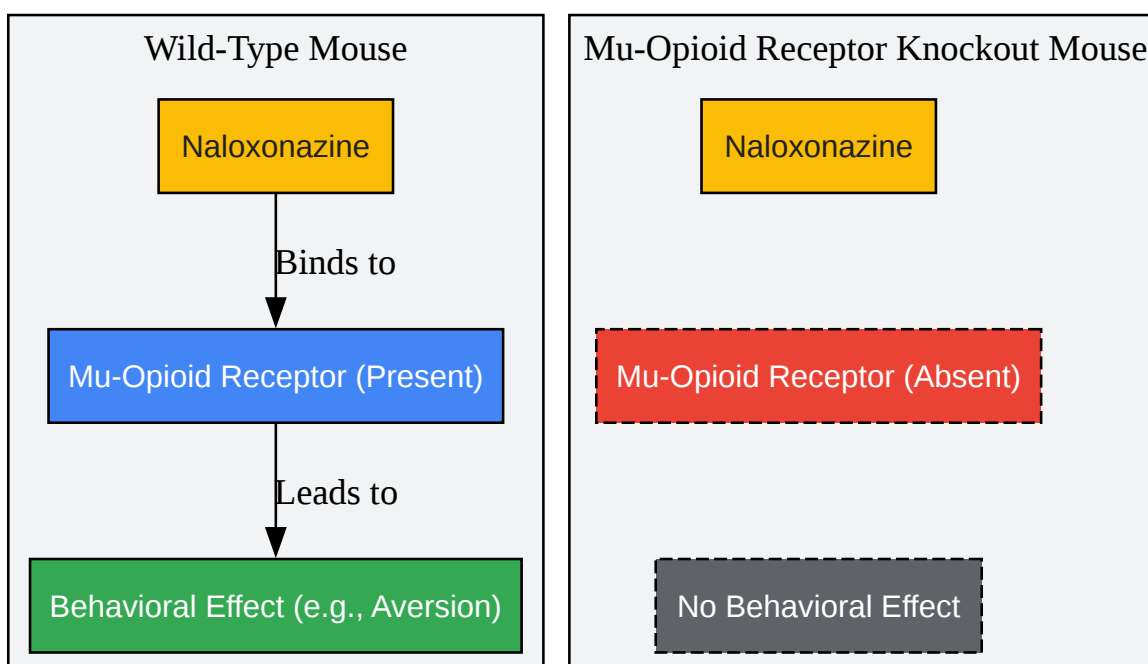 Wild-Type Mouse
Naloxonazine
Binds to
Mu-Opioid Receptor (Present)
Leads to
Behavioral Effect (e.g., Aversion)
Mu-Opioid Receptor Knockout Mouse
Naloxonazine
Mu-Opioid Receptor (Absent)
No Behavioral Effect